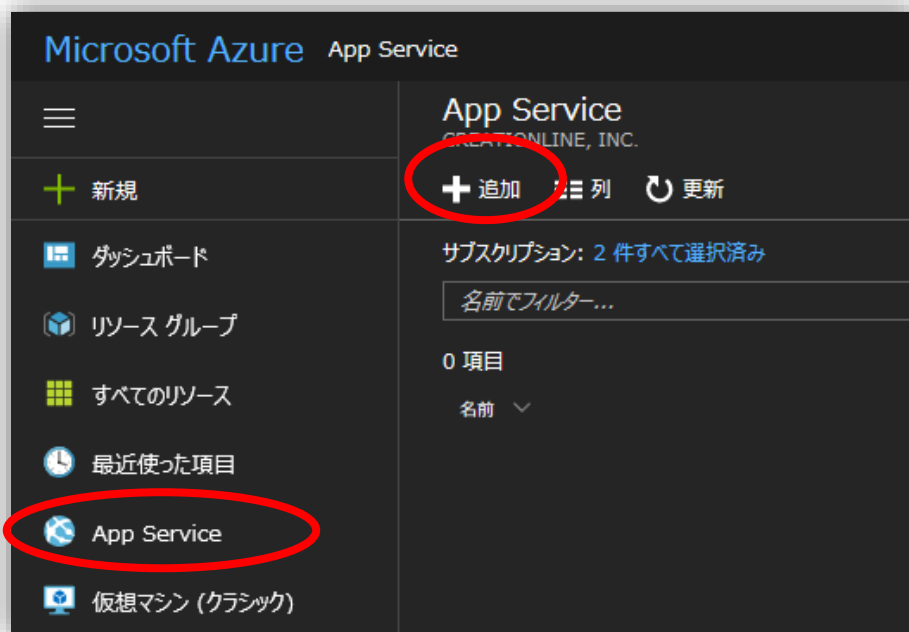 Microsoft Azure App Service
App Service
CREATIONLINE, INC.
新規
追加 列 更新
ダッシュボード
リソース グループ
すべてのリソース
最近使った項目
App Service
仮想マシン (クラシック)
サブスクリプション: 2 件すべて選択済み
名前でフィルター...
0 項目
名前